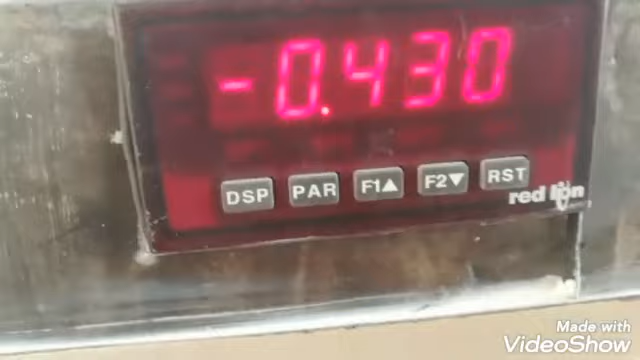 -0.430
DSP PAR F1▲ F2▼ RST
red lion
Made with
VideoShow